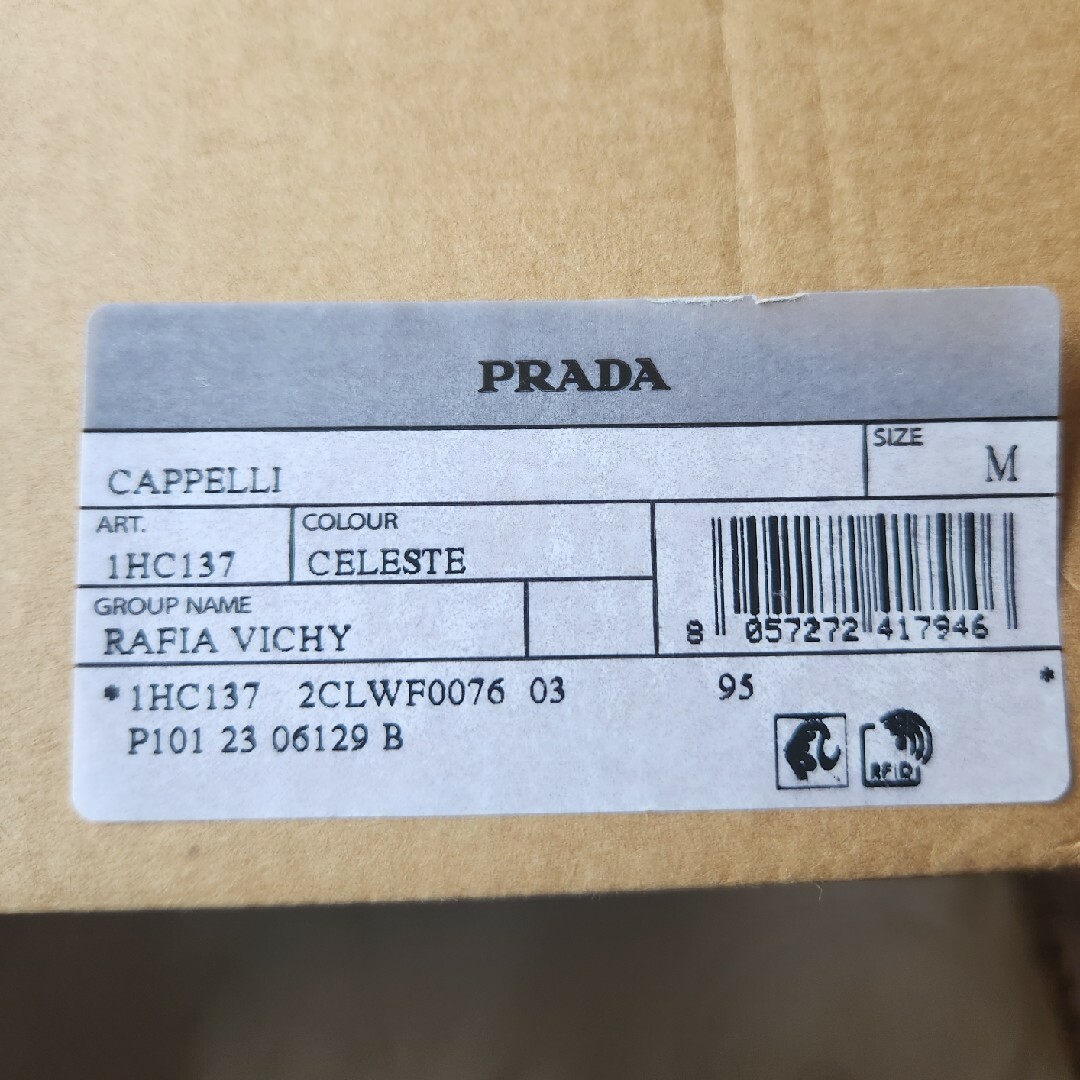 PRADA
CAPPELLI
SIZE
M
ART.
1HC137
COLOUR
CELESTE
GROUP NAME
RAFIA VICHY
8 057272 417946
*1HC137 2CLWF0076 03 95 *
P101 23 06129 B
RFID